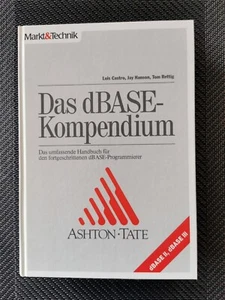 Markt&Technik
Luis Castro, Jay Hanson, Tom Rettig
Das dBASE-
Kompendium
Das umfassende Handbuch für
den fortgeschrittenen dBASE-Programmierer
ASHTON·TATE
dBASE II, dBASE III